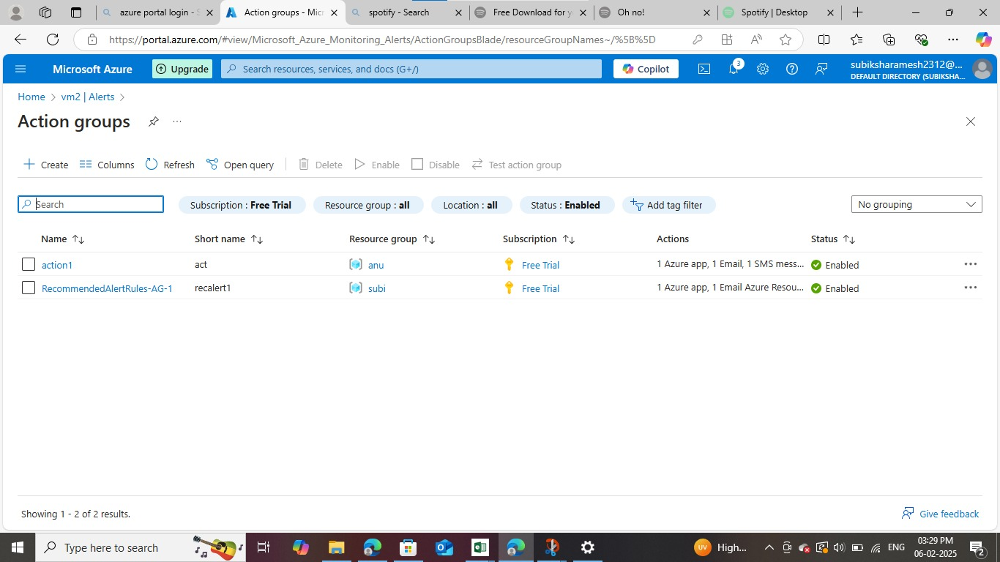 azure portal login - S
Action groups - Micr
spotify - Search
Free Download for y
Oh no!
Spotify | Desktop
https://portal.azure.com/#view/Microsoft_Azure_Monitoring_Alerts/ActionGroupsBlade/resourceGroupNames~/%5B%5D
Microsoft Azure
Upgrade
Search resources, services, and docs (G+/)
Copilot
3
subiksharamesh2312@...
DEFAULT DIRECTORY (SUBIKSHA...
Home > vm2 | Alerts >
Action groups
...
Create
Columns
Refresh
Open query
Delete
Enable
Disable
Test action group
Search
Subscription : Free Trial
Resource group : all
Location : all
Status : Enabled
Add tag filter
No grouping
Name Short name Resource group Subscription Actions Status
action1 act anu Free Trial 1 Azure app, 1 Email, 1 SMS mess... Enabled
RecommendedAlertRules-AG-1 recalert1 subi Free Trial 1 Azure app, 1 Email Azure Resou... Enabled
Showing 1 - 2 of 2 results.
Give feedback
Type here to search
UV
High...
ENG
03:29 PM
06-02-2025
2